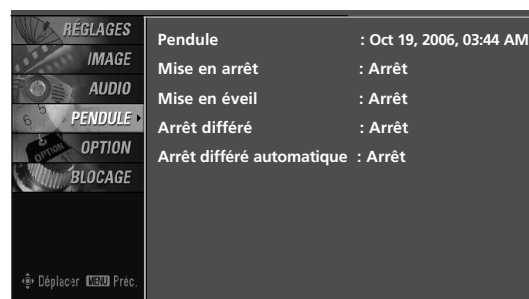 RÉGLAGES
IMAGE
AUDIO
PENDULE
OPTION
BLOCAGE
Pendule : Oct 19, 2006, 03:44 AM
Mise en arrêt : Arrêt
Mise en éveil : Arrêt
Arrêt différé : Arrêt
Arrêt différé automatique : Arrêt
Déplacer MENU Préc.